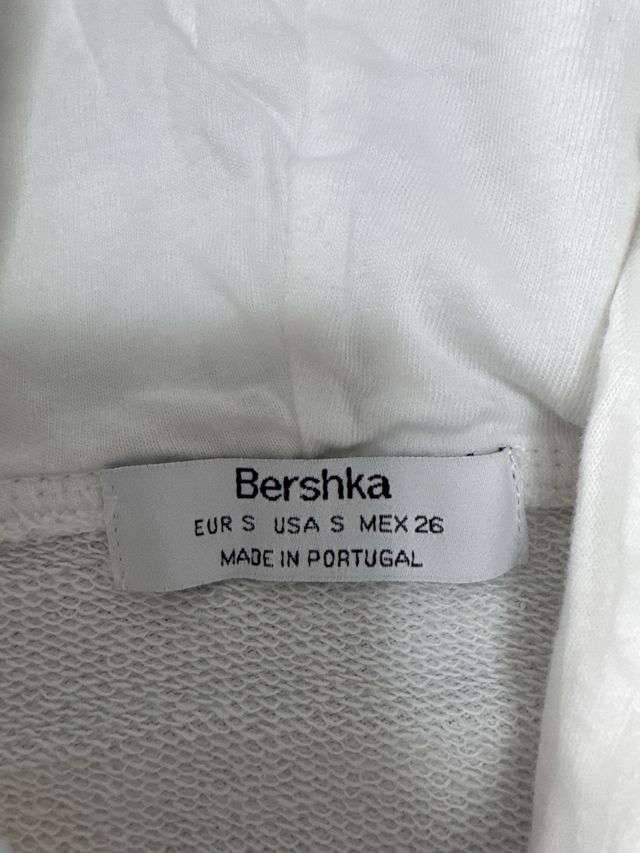 Bershka
EUR S USA S MEX 26
MADE IN PORTUGAL